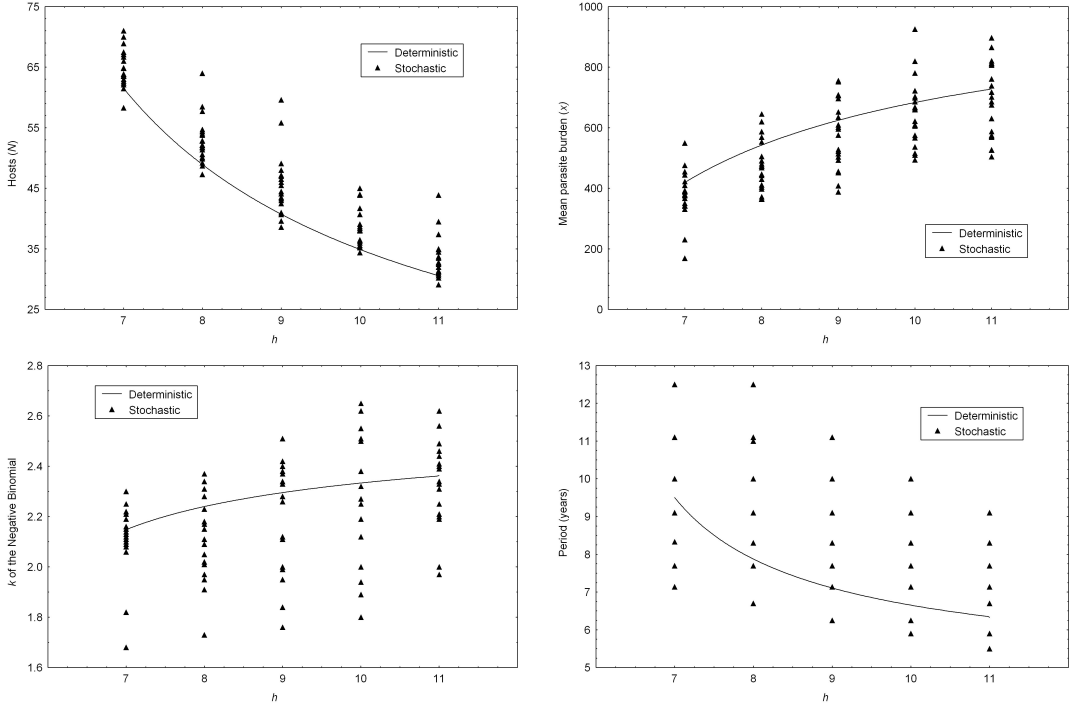 75
65
55
45
35
25
Hosts (N)
Deterministic
Stochastic
7 8 9 10 11
h
1000
800
600
400
200
0
Mean parasite burden (x)
Deterministic
Stochastic
7 8 9 10 11
h
2.8
2.6
2.4
2.2
2.0
1.8
1.6
k of the Negative Binomial
Deterministic
Stochastic
7 8 9 10 11
h
13
12
11
10
9
8
7
6
5
Period (years)
Deterministic
Stochastic
7 8 9 10 11
h